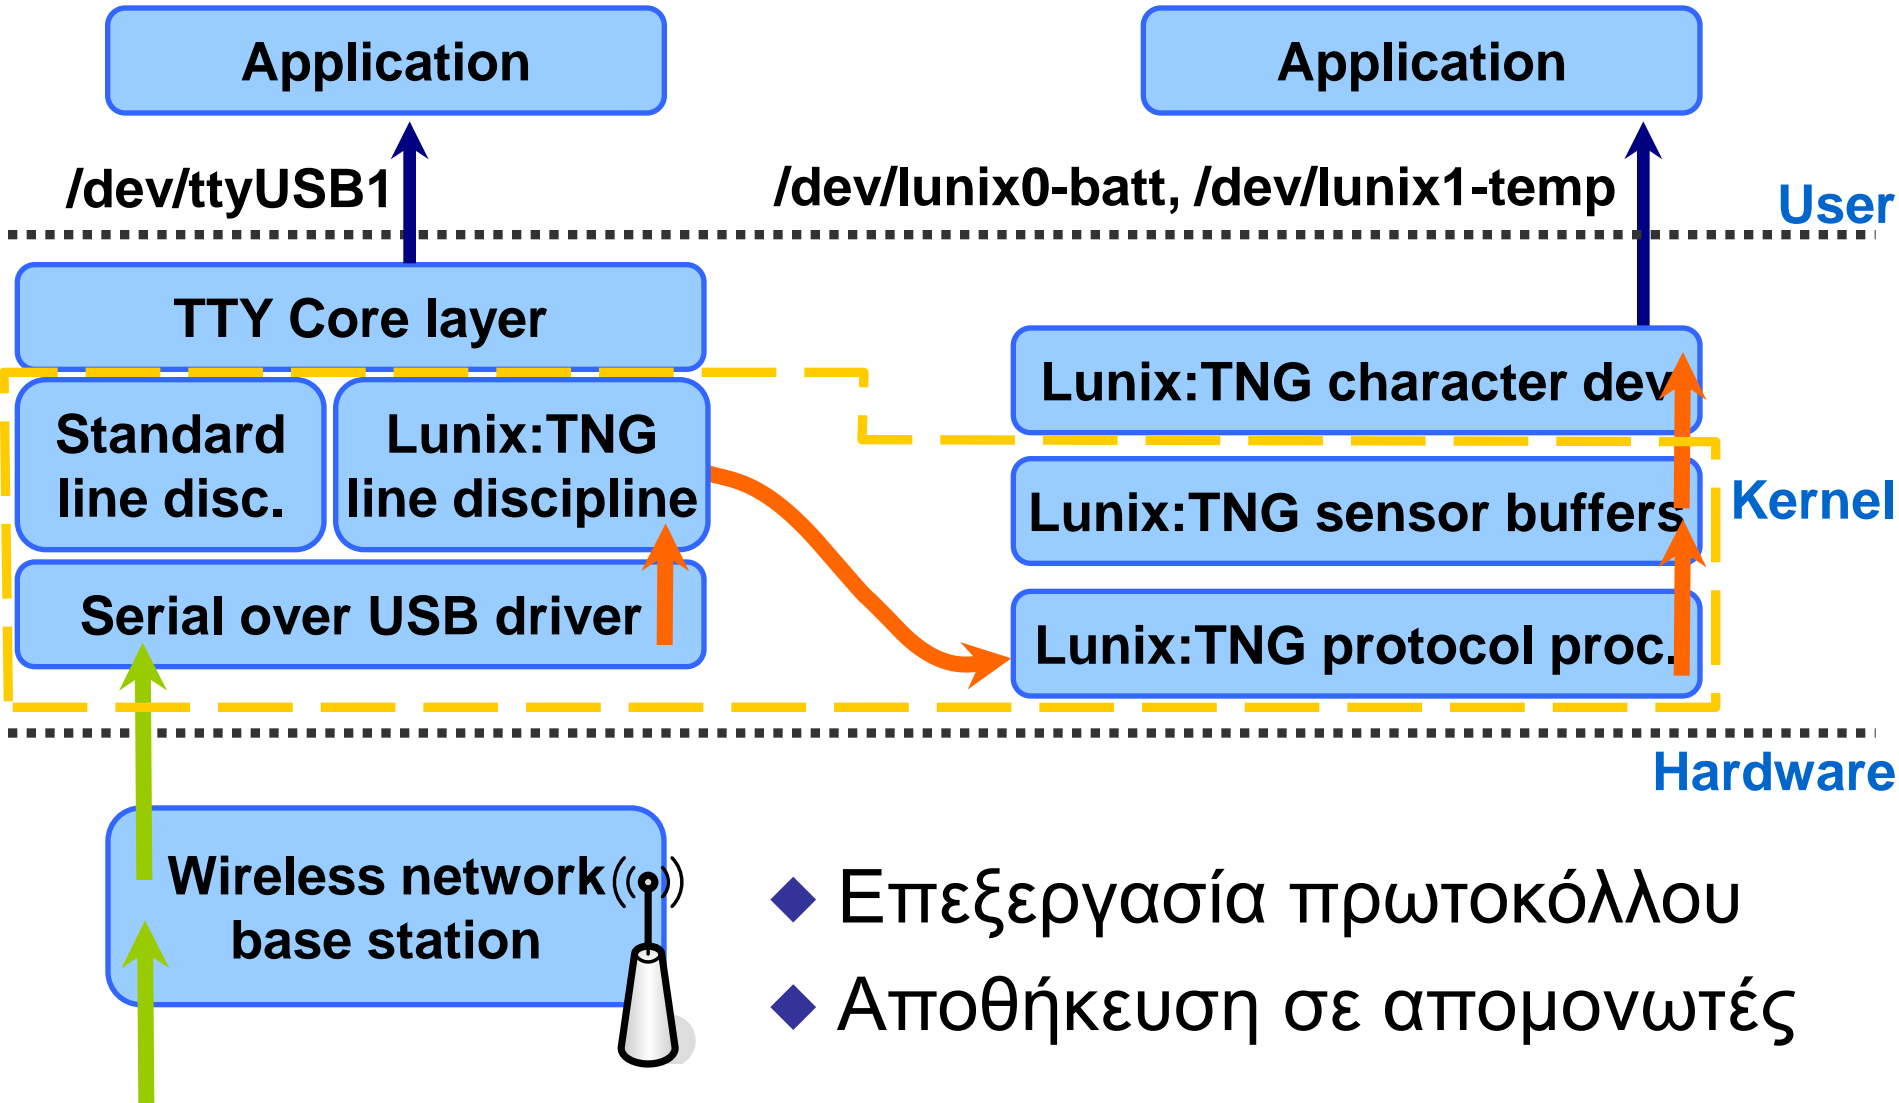 Application
Application
/dev/ttyUSB1
/dev/lunix0-batt, /dev/lunix1-temp
User
TTY Core layer
Standard
line disc.
Lunix:TNG
line discipline
Serial over USB driver
Lunix:TNG character dev
Lunix:TNG sensor buffers
Lunix:TNG protocol proc.
Kernel
Hardware
Wireless network
base station
Επεξεργασία πρωτοκόλλου
Αποθήκευση σε απομονωτές